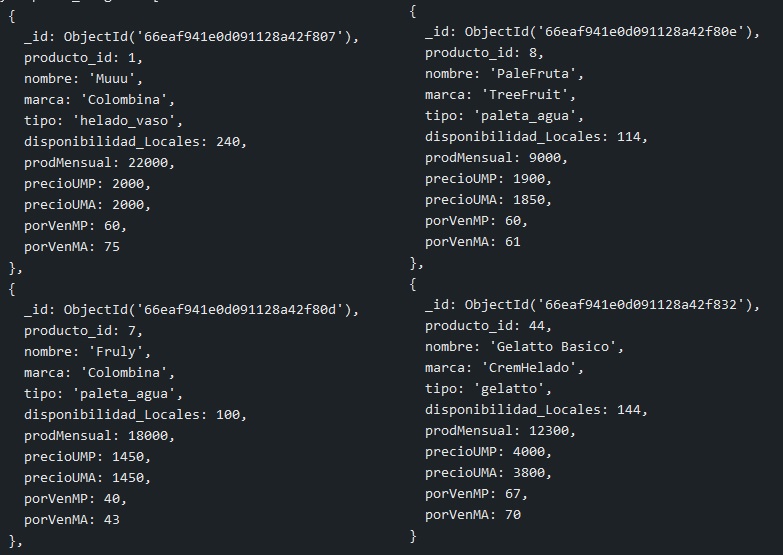 {
_id: ObjectId('66eaf941e0d091128a42f807'),
producto_id: 1,
nombre: 'Muuu',
marca: 'Colombina',
tipo: 'helado_vaso',
disponibilidad_Locales: 240,
prodMensual: 22000,
precioUMP: 2000,
precioUMA: 2000,
porVenMP: 60,
porVenMA: 75
},
{
_id: ObjectId('66eaf941e0d091128a42f80d'),
producto_id: 7,
nombre: 'Fruly',
marca: 'Colombina',
tipo: 'paleta_agua',
disponibilidad_Locales: 100,
prodMensual: 18000,
precioUMP: 1450,
precioUMA: 1450,
porVenMP: 40,
porVenMA: 43
},
{
_id: ObjectId('66eaf941e0d091128a42f80e'),
producto_id: 8,
nombre: 'PaleFruta',
marca: 'TreeFruit',
tipo: 'paleta_agua',
disponibilidad_Locales: 114,
prodMensual: 9000,
precioUMP: 1900,
precioUMA: 1850,
porVenMP: 60,
porVenMA: 61
},
{
_id: ObjectId('66eaf941e0d091128a42f832'),
producto_id: 44,
nombre: 'Gelatto Basico',
marca: 'CremHelado',
tipo: 'gelatto',
disponibilidad_Locales: 144,
prodMensual: 12300,
precioUMP: 4000,
precioUMA: 3800,
porVenMP: 67,
porVenMA: 70
}